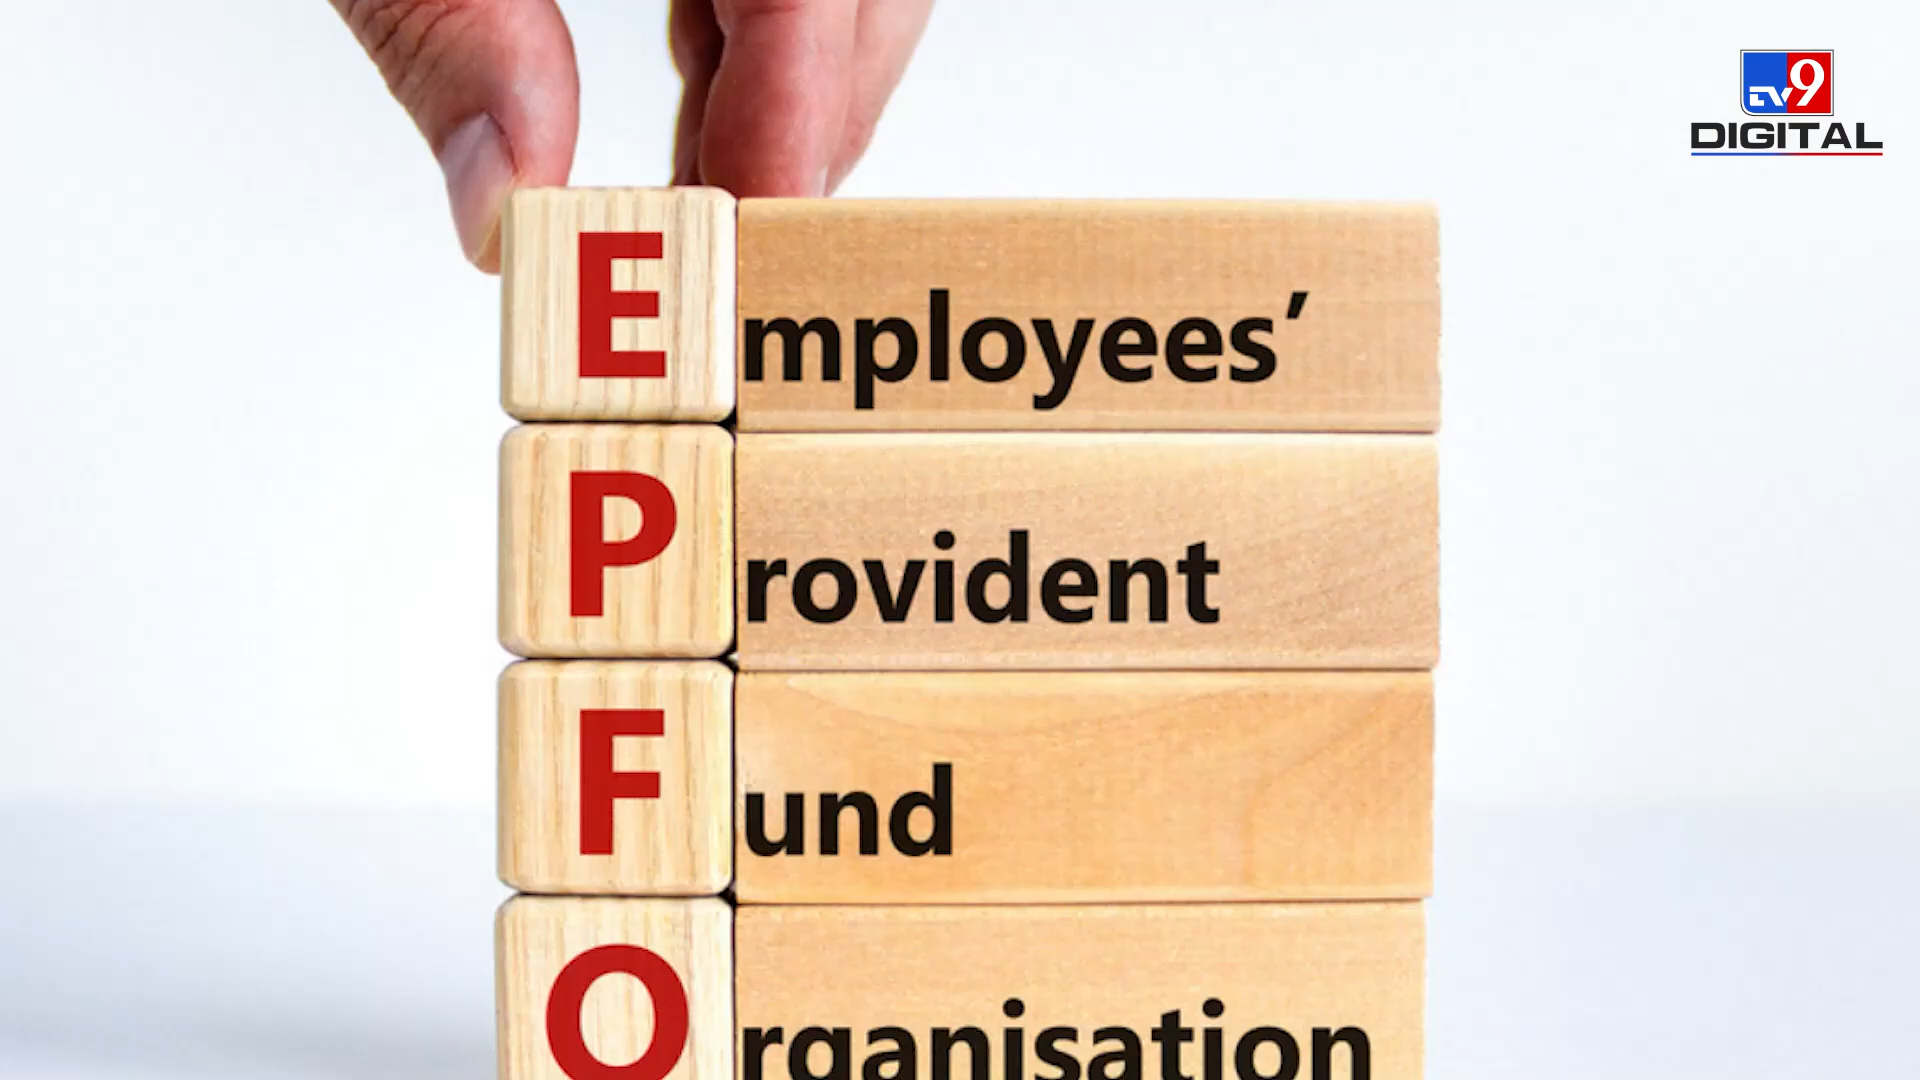 TV9
DIGITAL
Employees’
Provident
Fund
Organisation